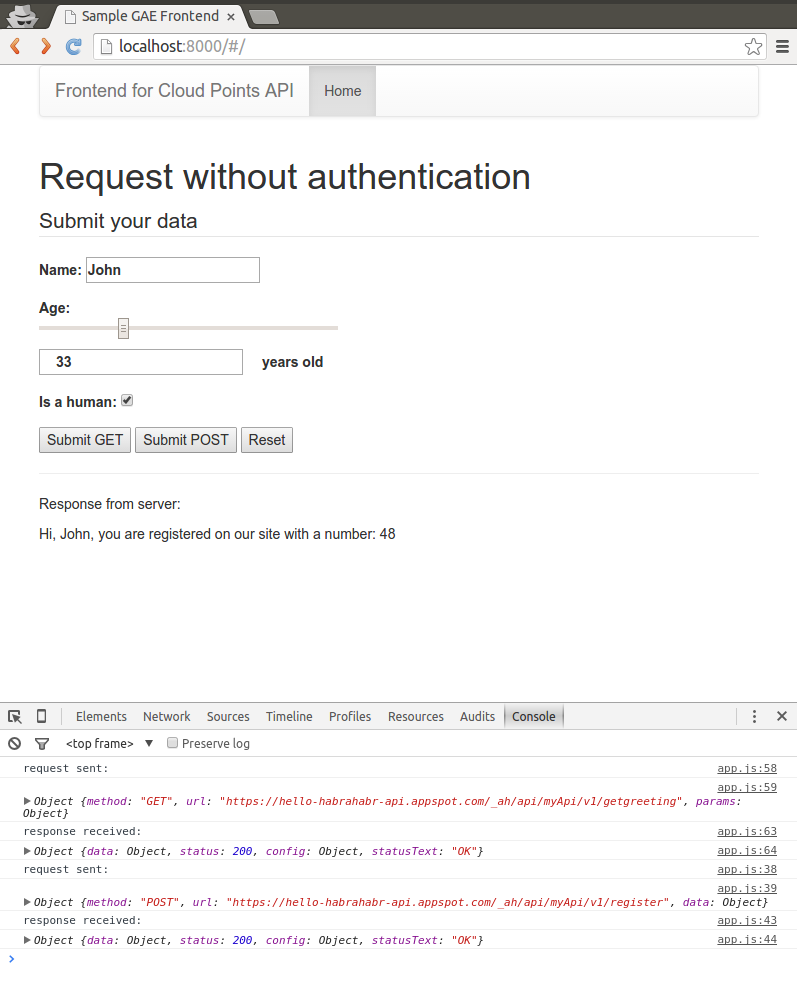 Sample GAE Frontend
localhost:8000/#/
Frontend for Cloud Points API Home
Request without authentication
Submit your data
Name: John
Age:
33 years old
Is a human:
Submit GET Submit POST Reset
Response from server:
Hi, John, you are registered on our site with a number: 48
Elements Network Sources Timeline Profiles Resources Audits Console
<top frame> Preserve log
request sent: app.js:58
app.js:59
Object {method: "GET", url: "https://hello-habrahabr-api.appspot.com/_ah/api/myApi/v1/getgreeting", params:
Object}
response received: app.js:63
Object {data: Object, status: 200, config: Object, statusText: "OK"} app.js:64
request sent: app.js:38
app.js:39
Object {method: "POST", url: "https://hello-habrahabr-api.appspot.com/_ah/api/myApi/v1/register", data: Object}
response received: app.js:43
Object {data: Object, status: 200, config: Object, statusText: "OK"} app.js:44